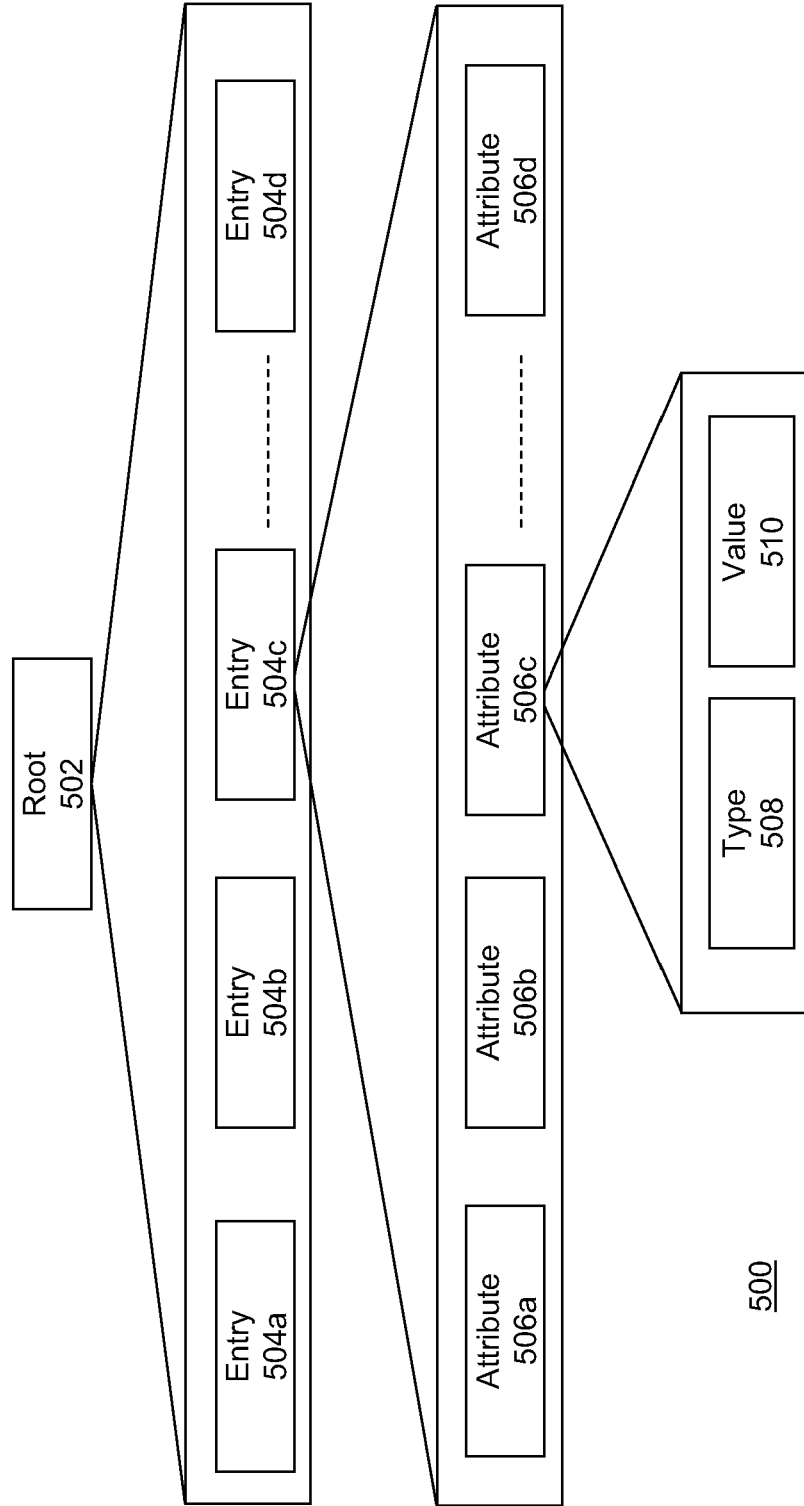 Root
502
Entry
504a
Entry
504b
Entry
504c
Entry
504d
Attribute
506a
Attribute
506b
Attribute
506c
Attribute
506d
Type
508
Value
510
500